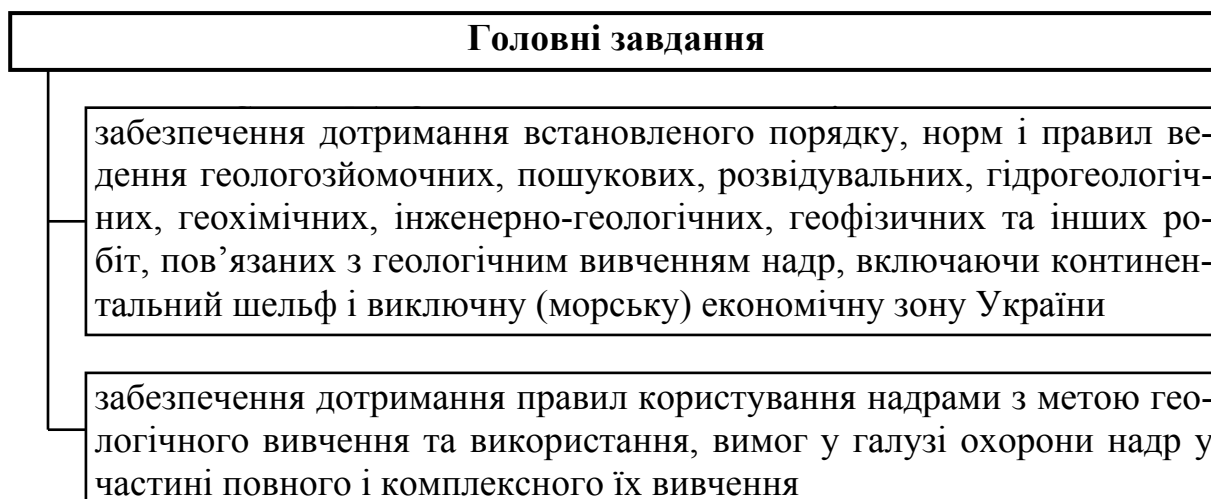 Головні завдання
забезпечення дотримання встановленого порядку, норм і правил ве-
дення геологозйомочних, пошукових, розвідувальних, гідрогеологіч-
них, геохімічних, інженерно-геологічних, геофізичних та інших ро-
біт, пов’язаних з геологічним вивченням надр, включаючи континен-
тальний шельф і виключну (морську) економічну зону України
забезпечення дотримання правил користування надрами з метою гео-
логічного вивчення та використання, вимог у галузі охорони надр у
частині повного і комплексного їх вивчення